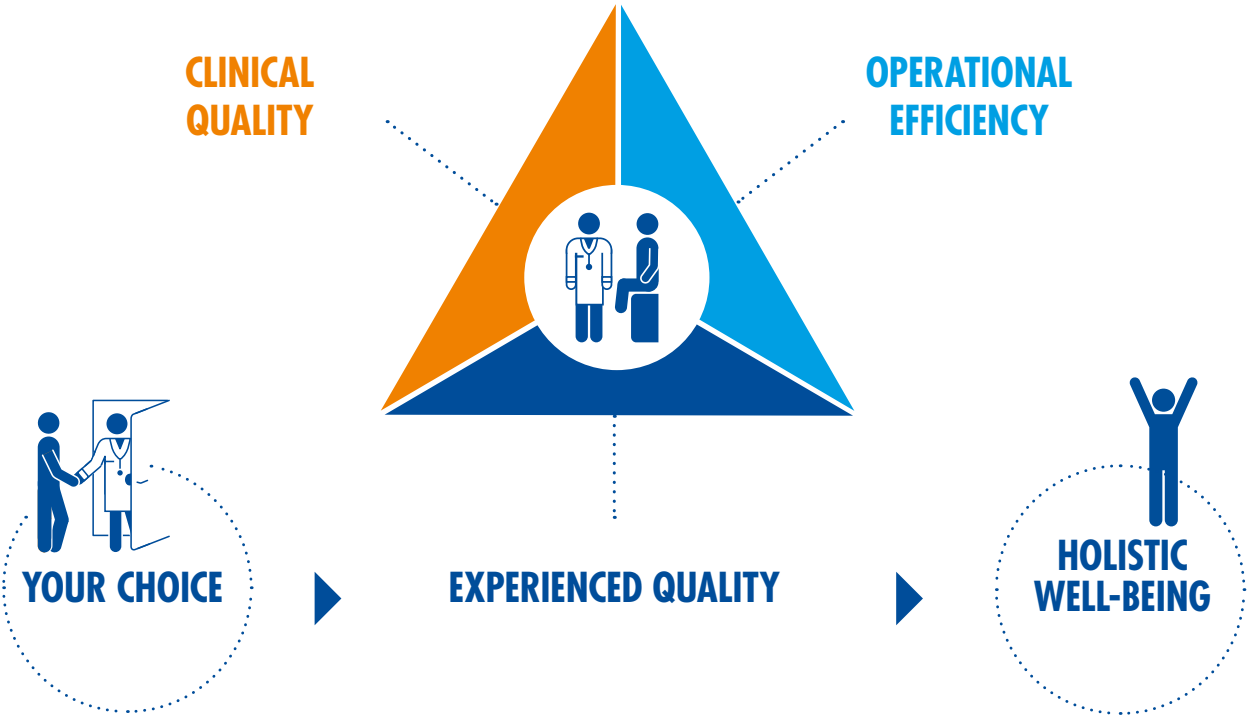 CLINICAL
QUALITY
OPERATIONAL
EFFICIENCY
YOUR CHOICE
EXPERIENCED QUALITY
HOLISTIC
WELL-BEING